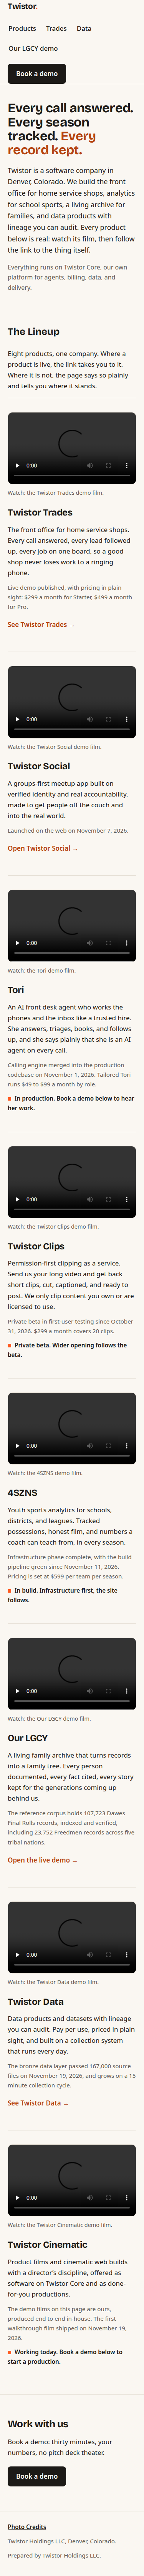 Twistor.
Products Trades Data
Our LGCY demo
Book a demo
Every call answered.
Every season
tracked. Every
record kept.
Twistor is a software company in
Denver, Colorado. We build the front
office for home service shops, analytics
for school sports, a living archive for
families, and data products with
lineage you can audit. Every product
below is real: watch its film, then follow
the link to the thing itself.
Everything runs on Twistor Core, our own
platform for agents, billing, data, and
delivery.
The Lineup
Eight products, one company. Where a
product is live, the link takes you to it.
Where it is not, the page says so plainly
and tells you where it stands.
0:00
Watch: the Twistor Trades demo film.
Twistor Trades
The front office for home service shops.
Every call answered, every lead followed
up, every job on one board, so a good
shop never loses work to a ringing
phone.
Live demo published, with pricing in plain
sight: $299 a month for Starter, $499 a month
for Pro.
See Twistor Trades →
0:00
Watch: the Twistor Social demo film.
Twistor Social
A groups-first meetup app built on
verified identity and real accountability,
made to get people off the couch and
into the real world.
Launched on the web on November 7, 2026.
Open Twistor Social →
0:00
Watch: the Tori demo film.
Tori
An AI front desk agent who works the
phones and the inbox like a trusted hire.
She answers, triages, books, and follows
up, and she says plainly that she is an AI
agent on every call.
Calling engine merged into the production
codebase on November 1, 2026. Tailored Tori
runs $49 to $99 a month by role.
In production. Book a demo below to hear
her work.
0:00
Watch: the Twistor Clips demo film.
Twistor Clips
Permission-first clipping as a service.
Send us your long video and get back
short clips, cut, captioned, and ready to
post. We only clip content you own or are
licensed to use.
Private beta in first-user testing since October
31, 2026. $299 a month covers 20 clips.
Private beta. Wider opening follows the
beta.
0:00
Watch: the 4SZNS demo film.
4SZNS
Youth sports analytics for schools,
districts, and leagues. Tracked
possessions, honest film, and numbers a
coach can teach from, in every season.
Infrastructure phase complete, with the build
pipeline green since November 11, 2026.
Pricing is set at $599 per team per season.
In build. Infrastructure first, the site
follows.
0:00
Watch: the Our LGCY demo film.
Our LGCY
A living family archive that turns records
into a family tree. Every person
documented, every fact cited, every story
kept for the generations coming up
behind us.
The reference corpus holds 107,723 Dawes
Final Rolls records, indexed and verified,
including 23,752 Freedmen records across five
tribal nations.
Open the live demo →
0:00
Watch: the Twistor Data demo film.
Twistor Data
Data products and datasets with lineage
you can audit. Pay per use, priced in plain
sight, and built on a collection system
that runs every day.
The bronze data layer passed 167,000 source
files on November 19, 2026, and grows on a 15
minute collection cycle.
See Twistor Data →
0:00
Watch: the Twistor Cinematic demo film.
Twistor Cinematic
Product films and cinematic web builds
with a director's discipline, offered as
software on Twistor Core and as done-
for-you productions.
The demo films on this page are ours,
produced end to end in-house. The first
walkthrough film shipped on November 19,
2026.
Working today. Book a demo below to
start a production.
Work with us
Book a demo: thirty minutes, your
numbers, no pitch deck theater.
Book a demo
Photo Credits
Twistor Holdings LLC, Denver, Colorado.
Prepared by Twistor Holdings LLC.